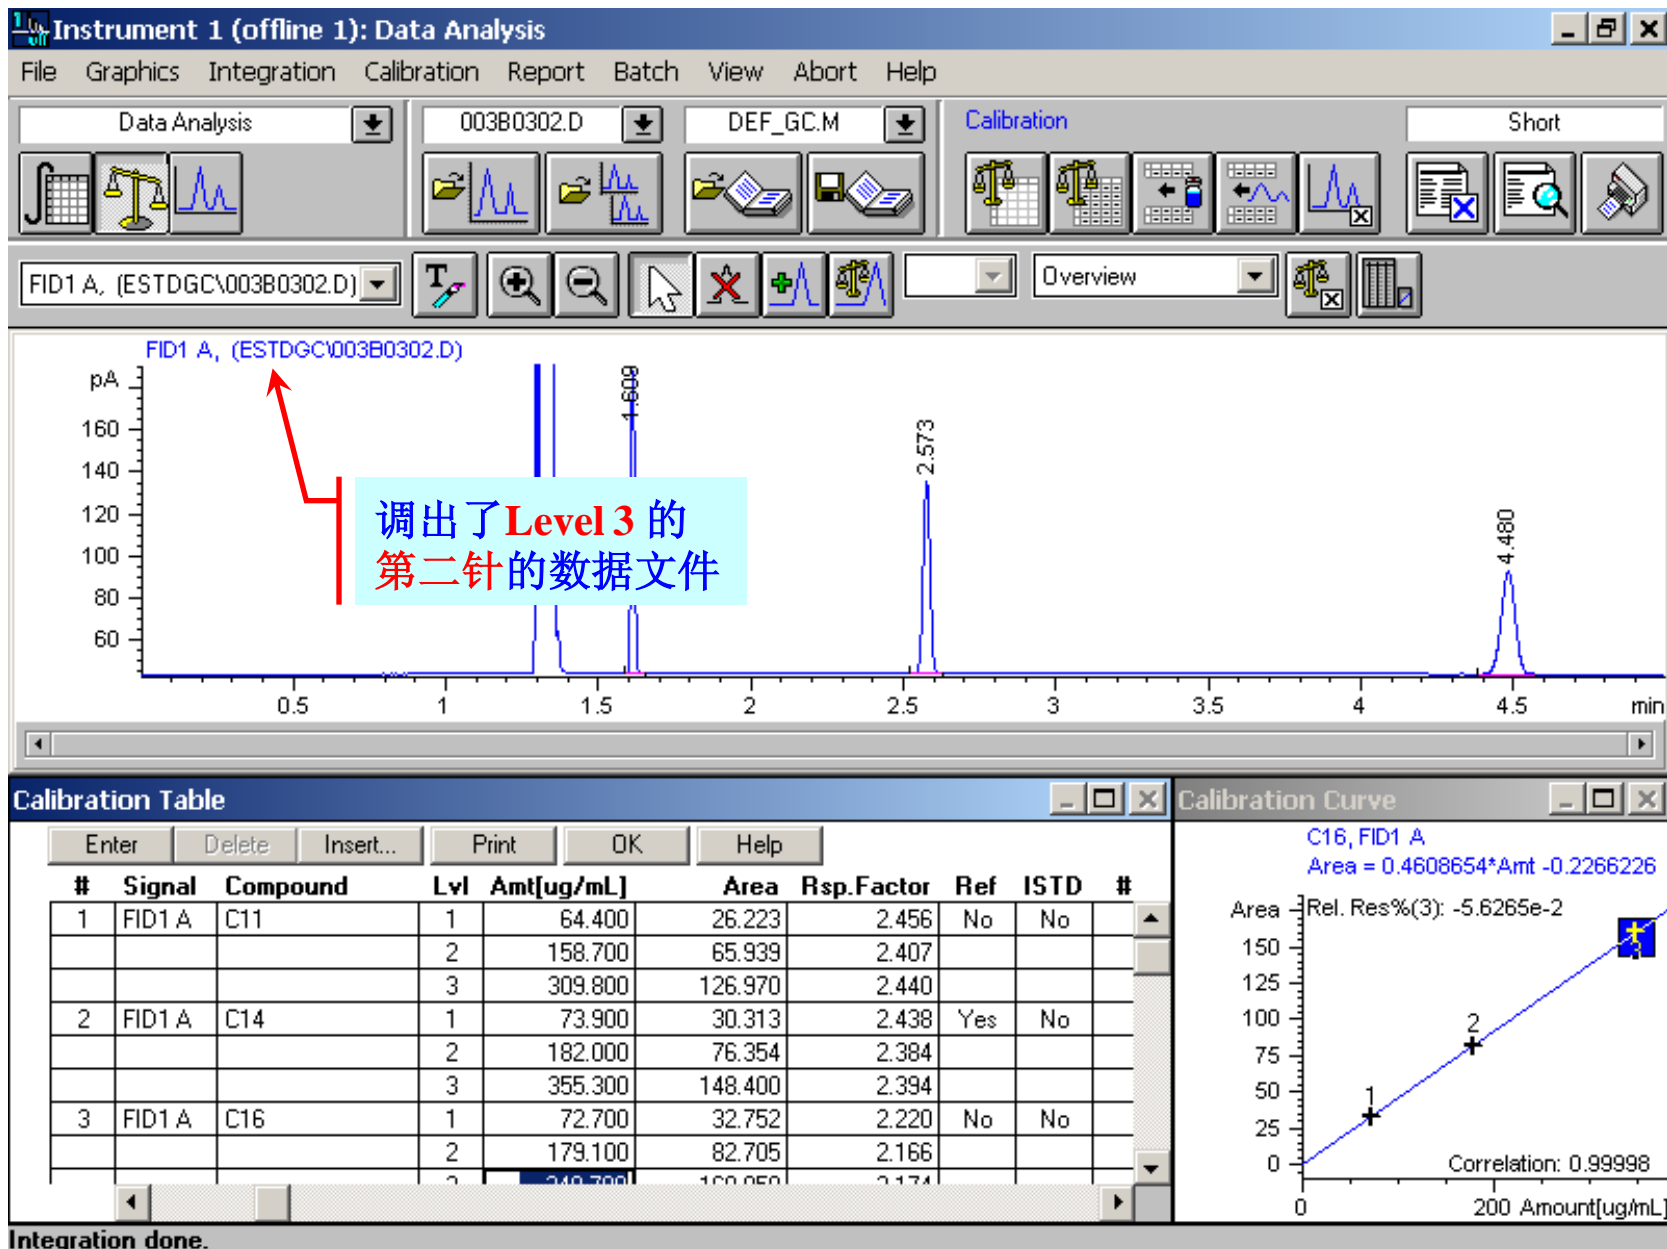 Instrument 1 (offline 1): Data Analysis
File Graphics Integration Calibration Report Batch View Abort Help
Data Analysis 003B0302.D DEF_GC.M Calibration Short
FID1 A, (ESTDGC\003B0302.D) Overview
FID1 A, (ESTDGC\003B0302.D)
pA
160
140
120
100
80
60
1.609
2.573
4.480
调出了Level 3 的
第二针的数据文件
0.5 1 1.5 2 2.5 3 3.5 4 4.5 min
Calibration Table
Enter Delete Insert... Print OK Help
# Signal Compound Lvl Amt[ug/mL] Area Rsp.Factor Ref ISTD #
1 FID1 A C11 1 64.400 26.223 2.456 No No
2 158.700 65.939 2.407
3 309.800 126.970 2.440
2 FID1 A C14 1 73.900 30.313 2.438 Yes No
2 182.000 76.354 2.384
3 355.300 148.400 2.394
3 FID1 A C16 1 72.700 32.752 2.220 No No
2 179.100 82.705 2.166
Calibration Curve
C16, FID1 A
Area = 0.4608654*Amt -0.2266226
Area
Rel. Res%(3): -5.6265e-2
150
125
100
75
50
25
0
3
2
1
Correlation: 0.99998
0 200 Amount[ug/mL]
Integration done.